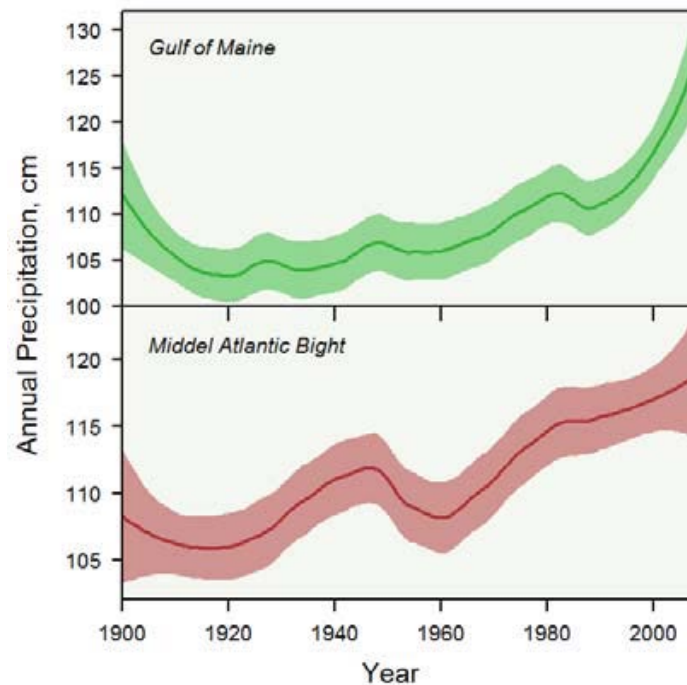 130
Gulf of Maine
125
120
115
110
105
100
Annual Precipitation, cm
Middel Atlantic Bight
120
115
110
105
1900 1920 1940 1960 1980 2000
Year